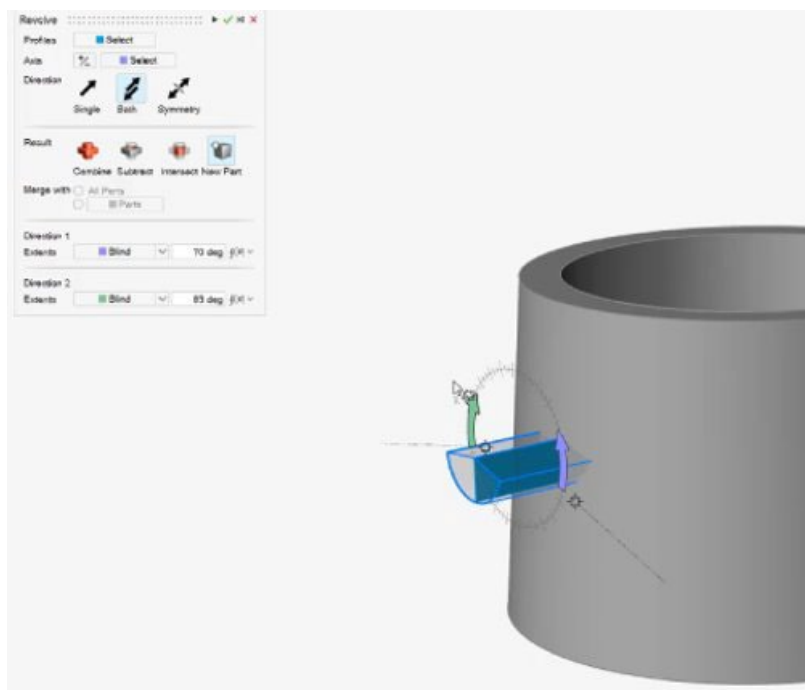 Revolve
Profiles Select
Axis Select
Direction
Single Both Symmetry
Result
Combine Subtract Intersect New Part
Merge with All Parts
Parts
Direction 1
Extents Blind 70 deg f(x)
Direction 2
Extents Blind 83 deg f(x)